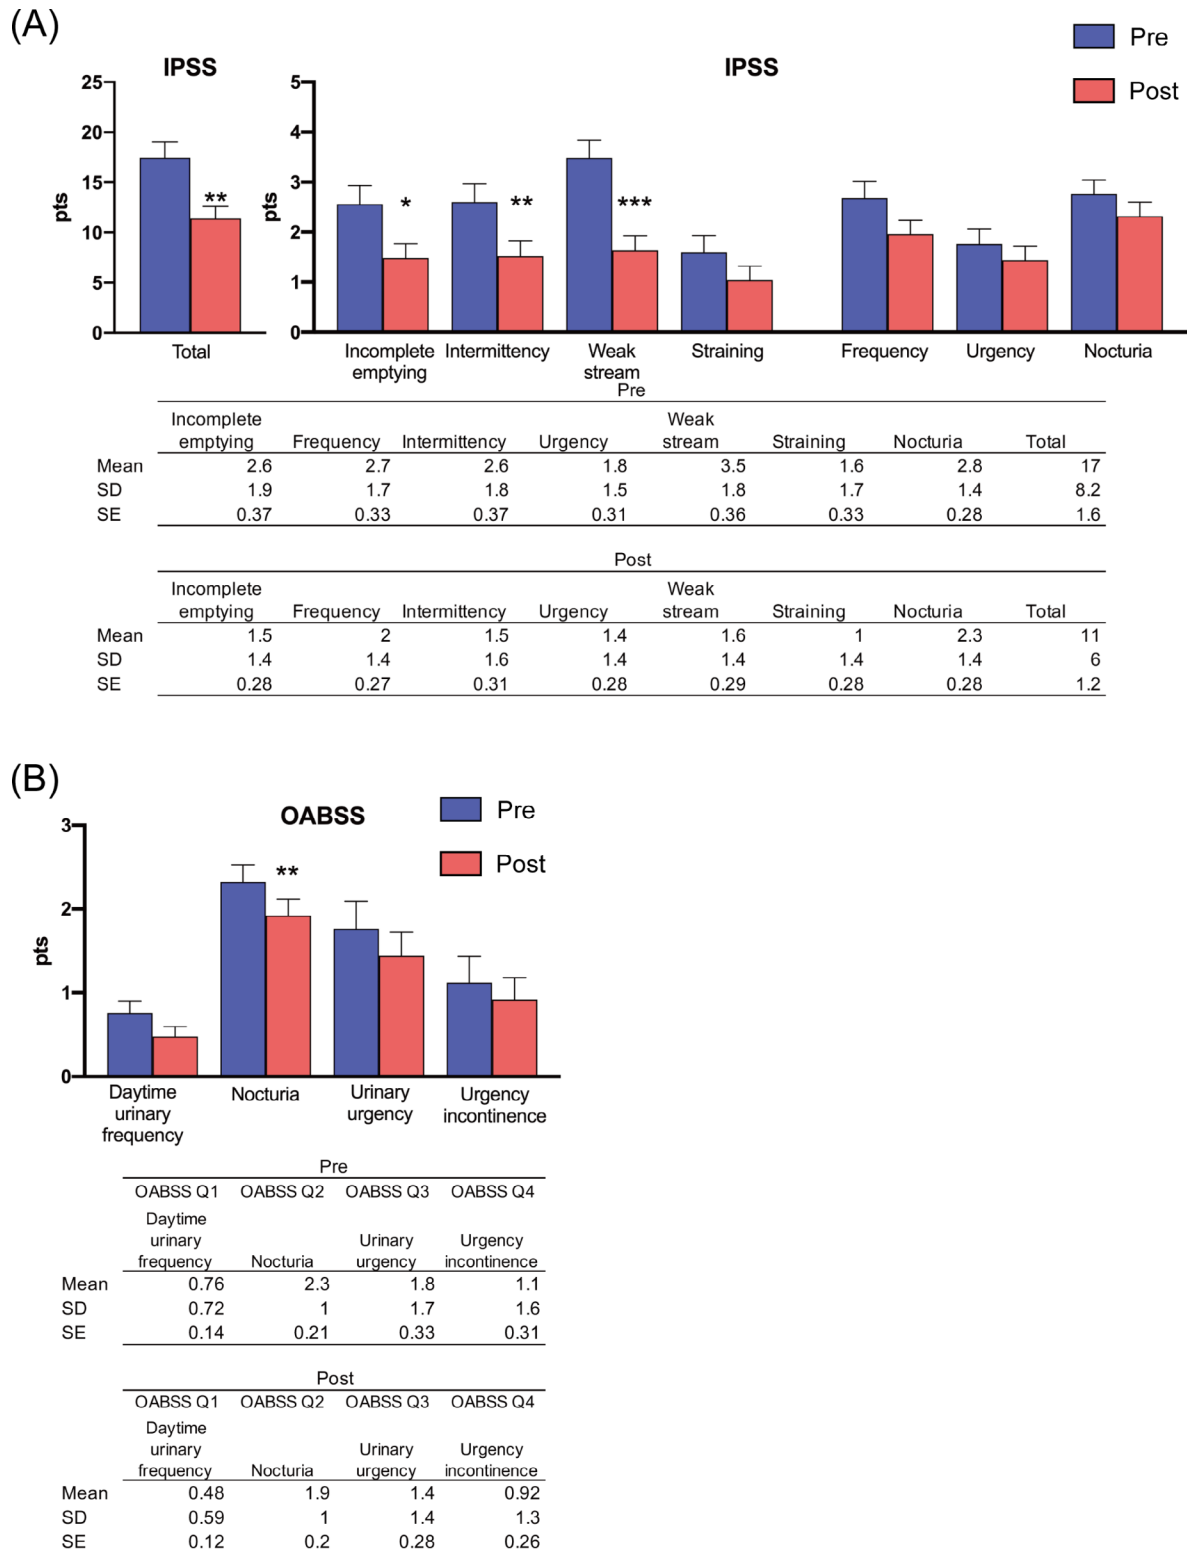 (A)
Pre
Post
IPSS
IPSS
25
20
15
10
5
0
pts
**
Total
5
4
3
2
1
0
pts
*
**
***
Incomplete emptying
Intermittency
Weak stream
Straining
Frequency
Urgency
Nocturia
Pre
Incomplete emptying Frequency Intermittency Urgency Weak stream Straining Nocturia Total
Mean 2.6 2.7 2.6 1.8 3.5 1.6 2.8 17
SD 1.9 1.7 1.8 1.5 1.8 1.7 1.4 8.2
SE 0.37 0.33 0.37 0.31 0.36 0.33 0.28 1.6
Post
Incomplete emptying Frequency Intermittency Urgency Weak stream Straining Nocturia Total
Mean 1.5 2 1.5 1.4 1.6 1 2.3 11
SD 1.4 1.4 1.6 1.4 1.4 1.4 1.4 6
SE 0.28 0.27 0.31 0.28 0.29 0.28 0.28 1.2
(B)
OABSS
Pre
Post
3
2
1
0
pts
**
Daytime urinary frequency
Nocturia
Urinary urgency
Urgency incontinence
Pre
OABSS Q1 OABSS Q2 OABSS Q3 OABSS Q4
Daytime urinary frequency Nocturia Urinary urgency Urgency incontinence
Mean 0.76 2.3 1.8 1.1
SD 0.72 1 1.7 1.6
SE 0.14 0.21 0.33 0.31
Post
OABSS Q1 OABSS Q2 OABSS Q3 OABSS Q4
Daytime urinary frequency Nocturia Urinary urgency Urgency incontinence
Mean 0.48 1.9 1.4 0.92
SD 0.59 1 1.4 1.3
SE 0.12 0.2 0.28 0.26